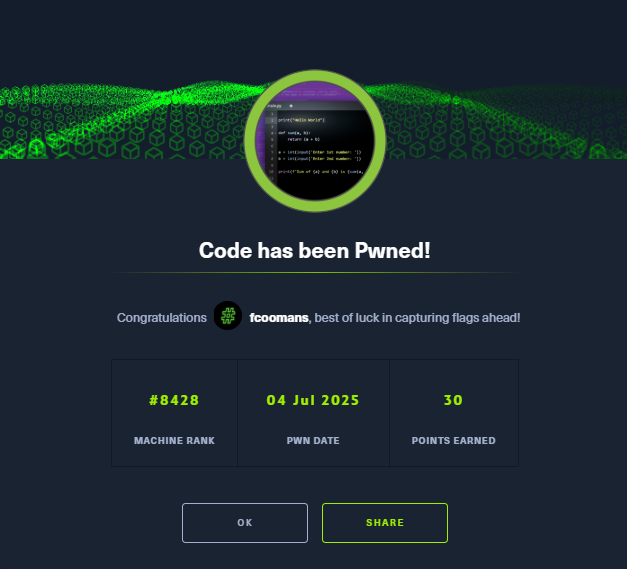 main.py
print("Hello World")
def sum(a, b):
return (a + b)
a = int(input('Enter 1st number: '))
b = int(input('Enter 2nd number: '))
print(f'Sum of {a} and {b} is {sum(a,
Code has been Pwned!
Congratulations fcoomans, best of luck in capturing flags ahead!
#8428 04 Jul 2025 30
MACHINE RANK PWN DATE POINTS EARNED
OK SHARE